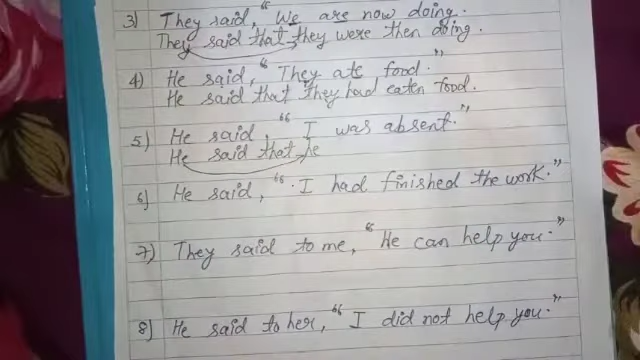 3) They said, "We are now doing.
They said that they were then doing.
4) He said, "They ate food."
He said that they had eaten food.
5) He said, "I was absent."
He said that he
6) He said, "I had finished the work."
7) They said to me, "He can help you."
8) He said to her, "I did not help you."